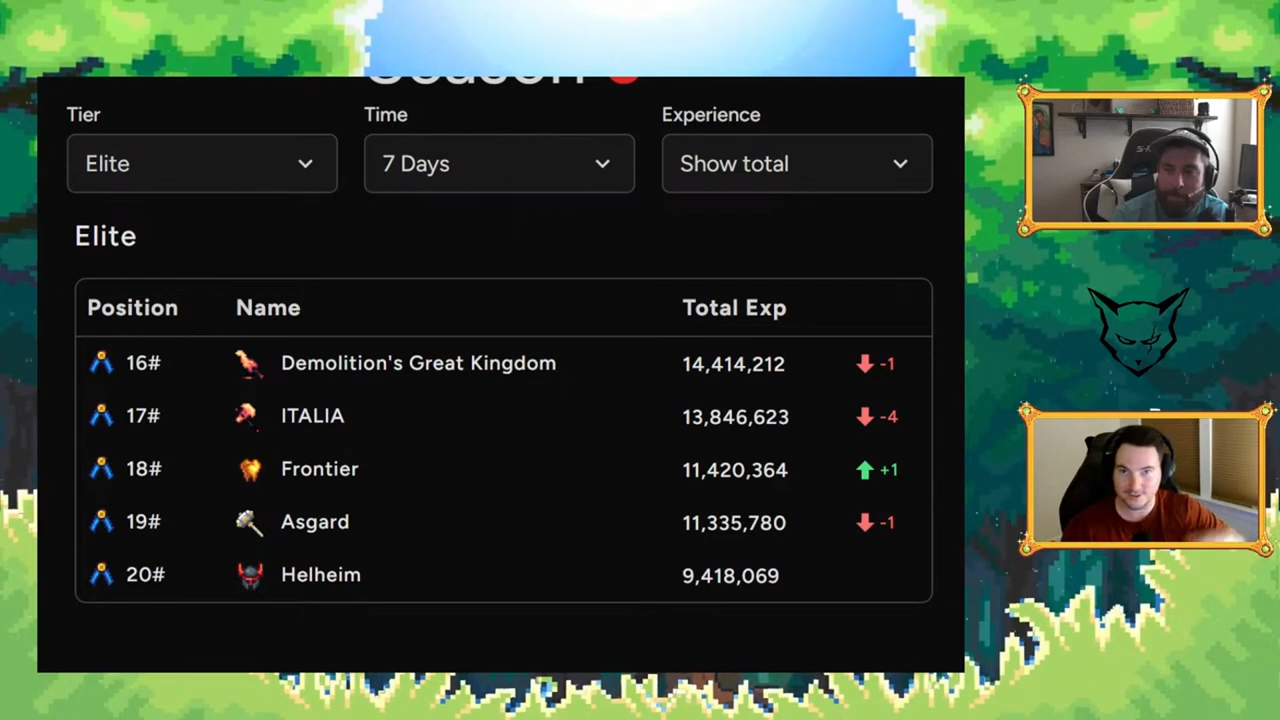 Season
Tier Time Experience
Elite 7 Days Show total
Elite
Position Name Total Exp
16# Demolition's Great Kingdom 14,414,212 -1
17# ITALIA 13,846,623 -4
18# Frontier 11,420,364 +1
19# Asgard 11,335,780 -1
20# Helheim 9,418,069